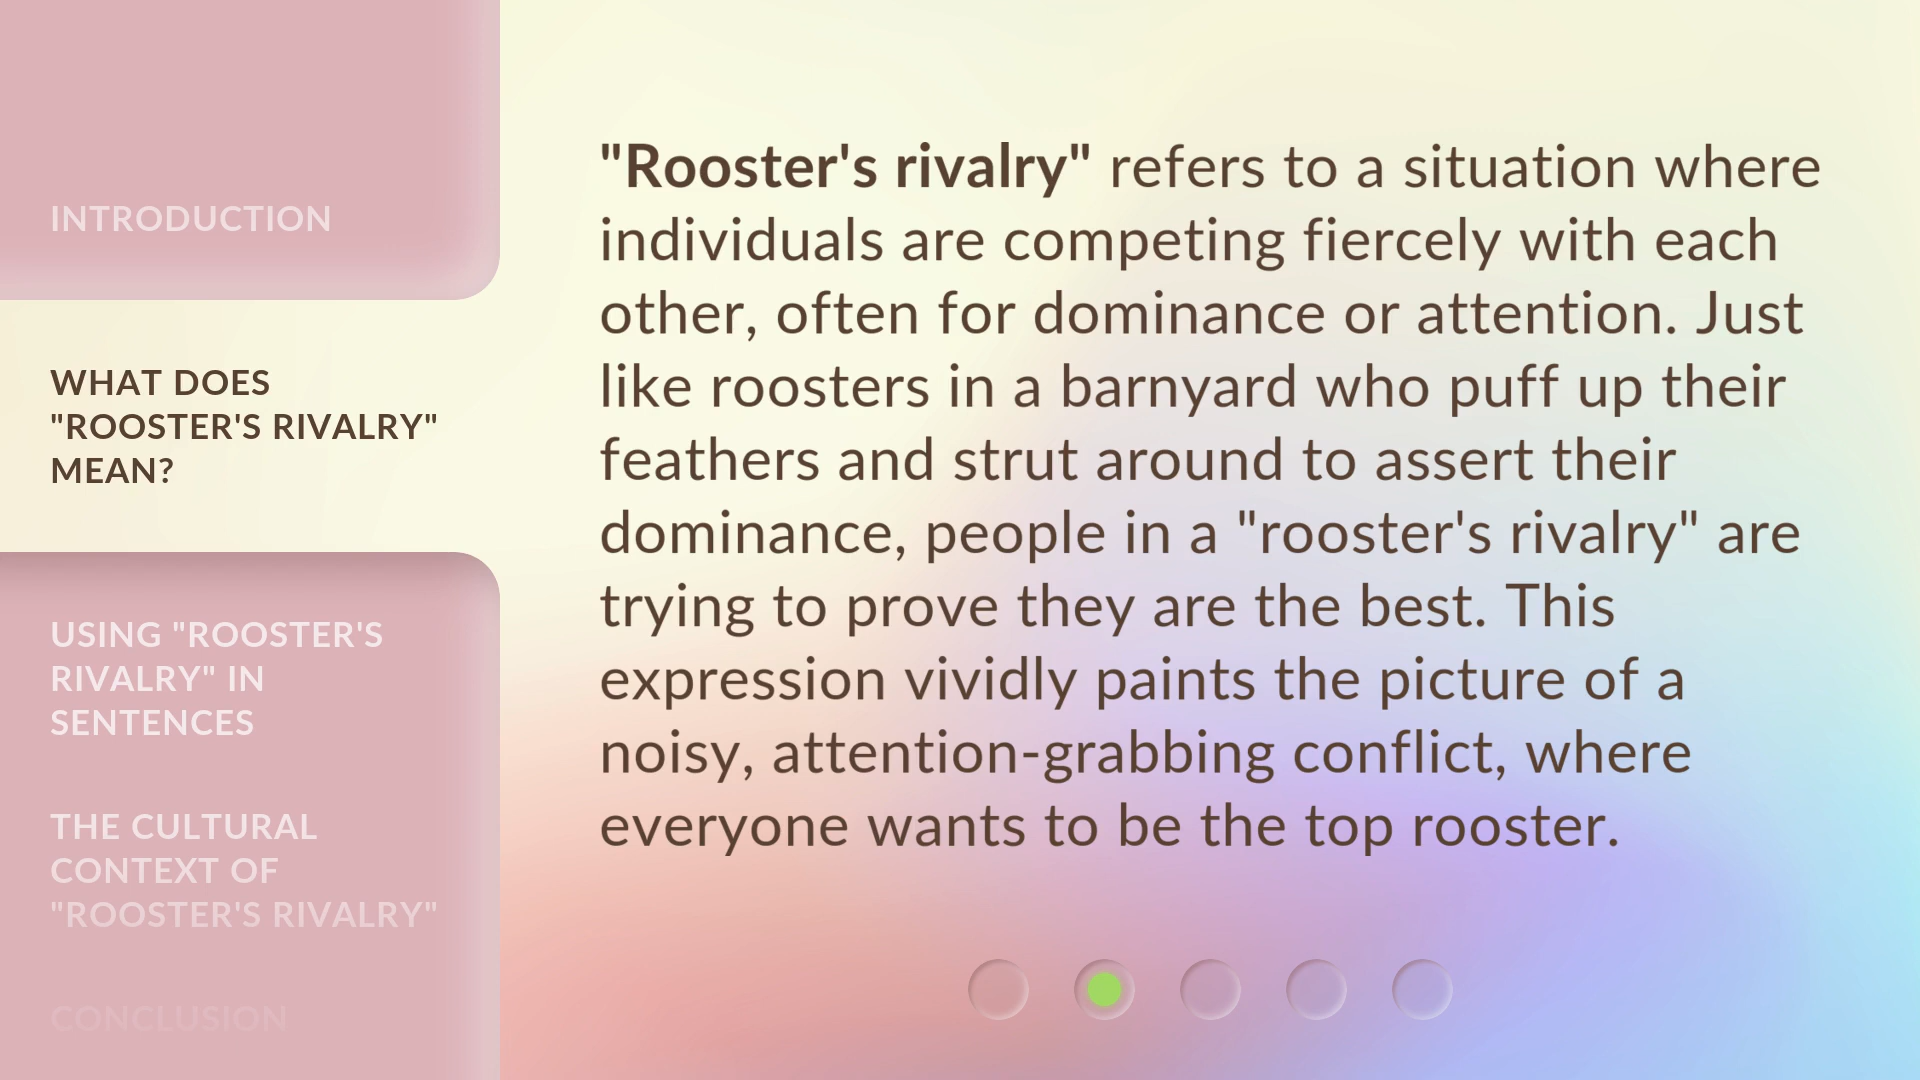 INTRODUCTION
WHAT DOES
"ROOSTER'S RIVALRY"
MEAN?
USING "ROOSTER'S
RIVALRY" IN
SENTENCES
THE CULTURAL
CONTEXT OF
"ROOSTER'S RIVALRY"
CONCLUSION
"Rooster's rivalry" refers to a situation where
individuals are competing fiercely with each
other, often for dominance or attention. Just
like roosters in a barnyard who puff up their
feathers and strut around to assert their
dominance, people in a "rooster's rivalry" are
trying to prove they are the best. This
expression vividly paints the picture of a
noisy, attention-grabbing conflict, where
everyone wants to be the top rooster.